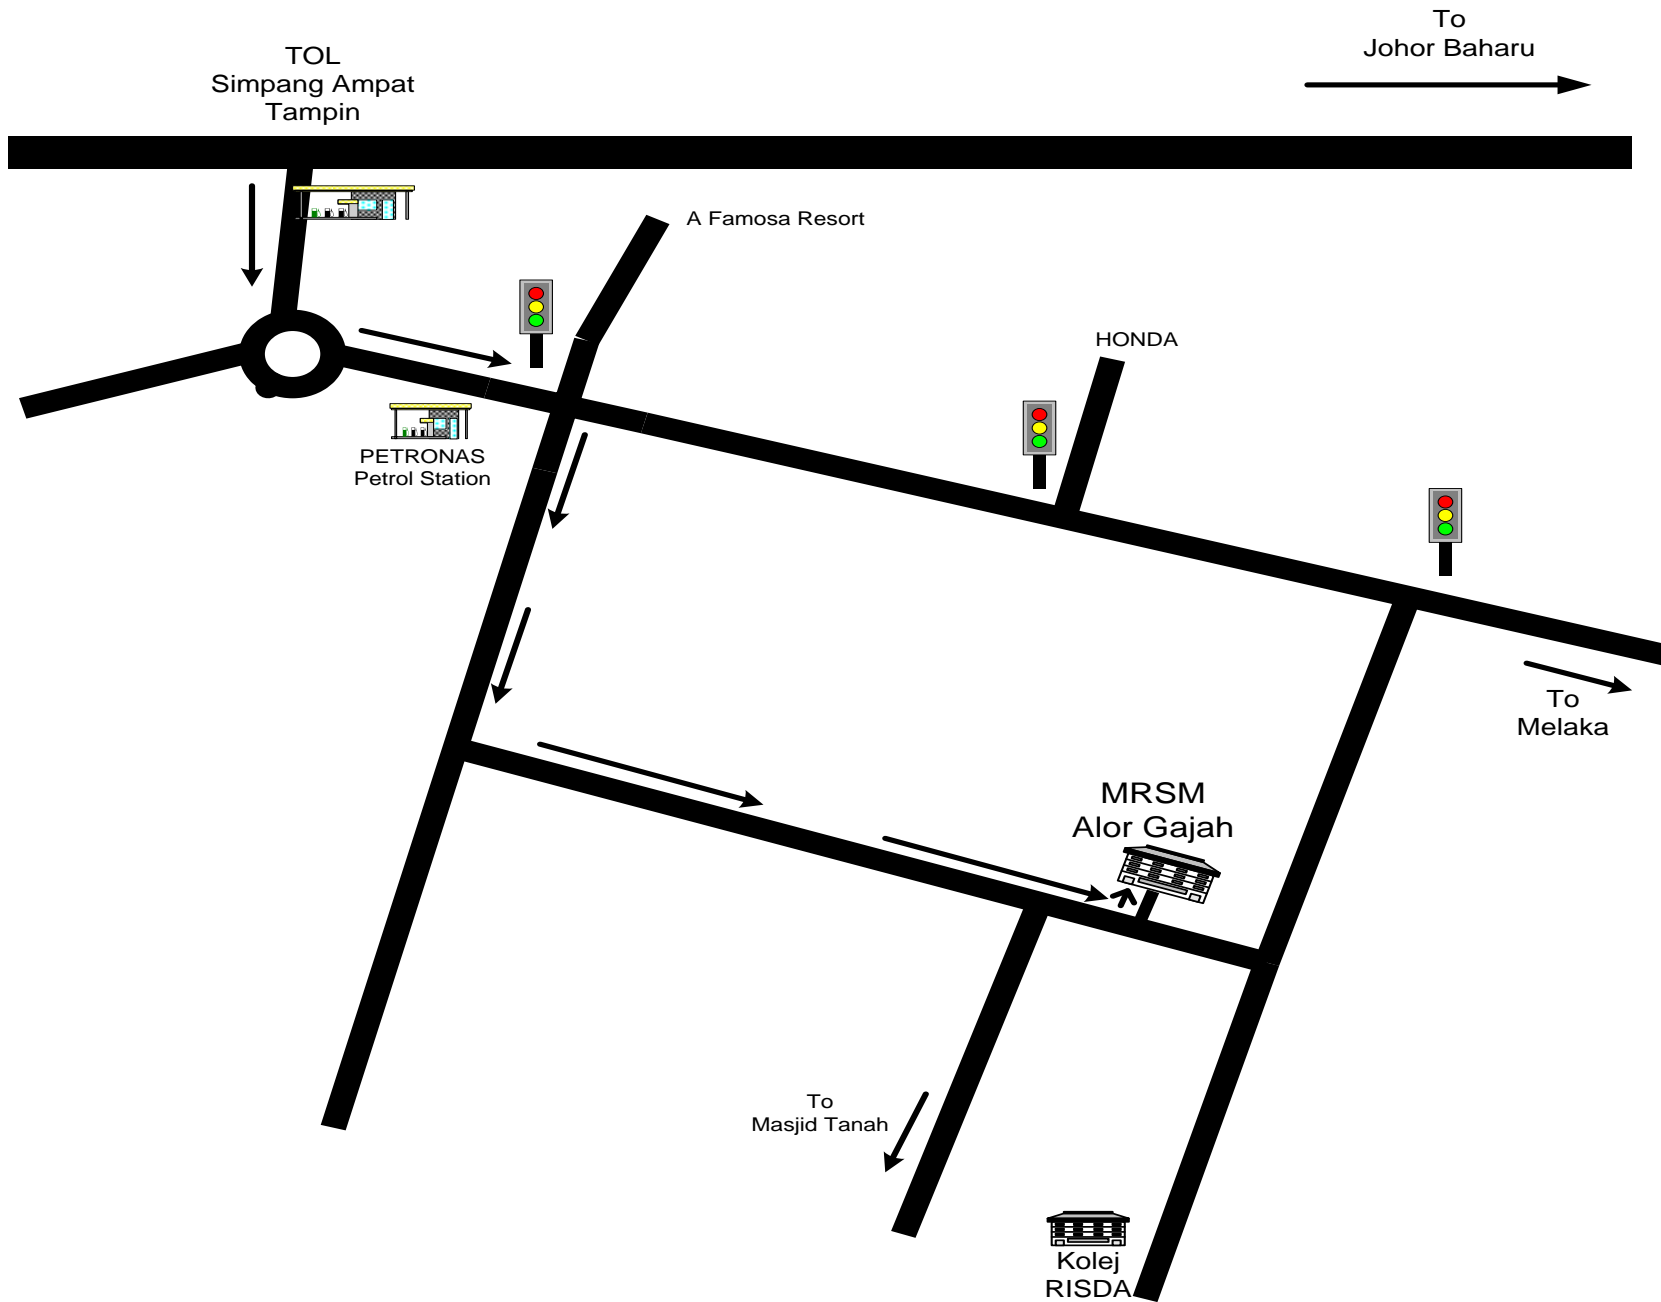 To
Johor Baharu
TOL
Simpang Ampat
Tampin
A Famosa Resort
HONDA
PETRONAS
Petrol Station
To
Melaka
MRSM
Alor Gajah
To
Masjid Tanah
Kolej
RISDA